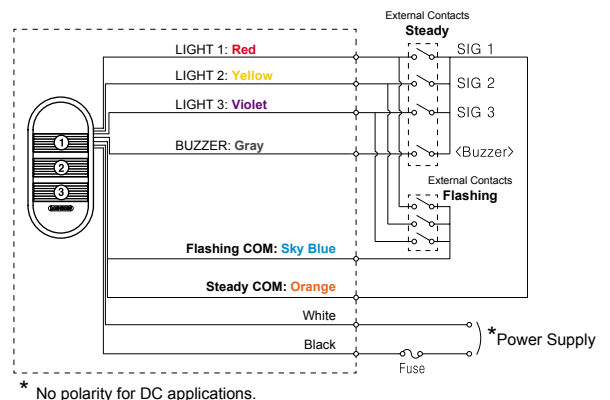 External Contacts
Steady
LIGHT 1: Red
SIG 1
LIGHT 2: Yellow
SIG 2
LIGHT 3: Violet
SIG 3
BUZZER: Gray
<Buzzer>
1
2
3
External Contacts
Flashing
Flashing COM: Sky Blue
Steady COM: Orange
White
*Power Supply
Black
Fuse
* No polarity for DC applications.